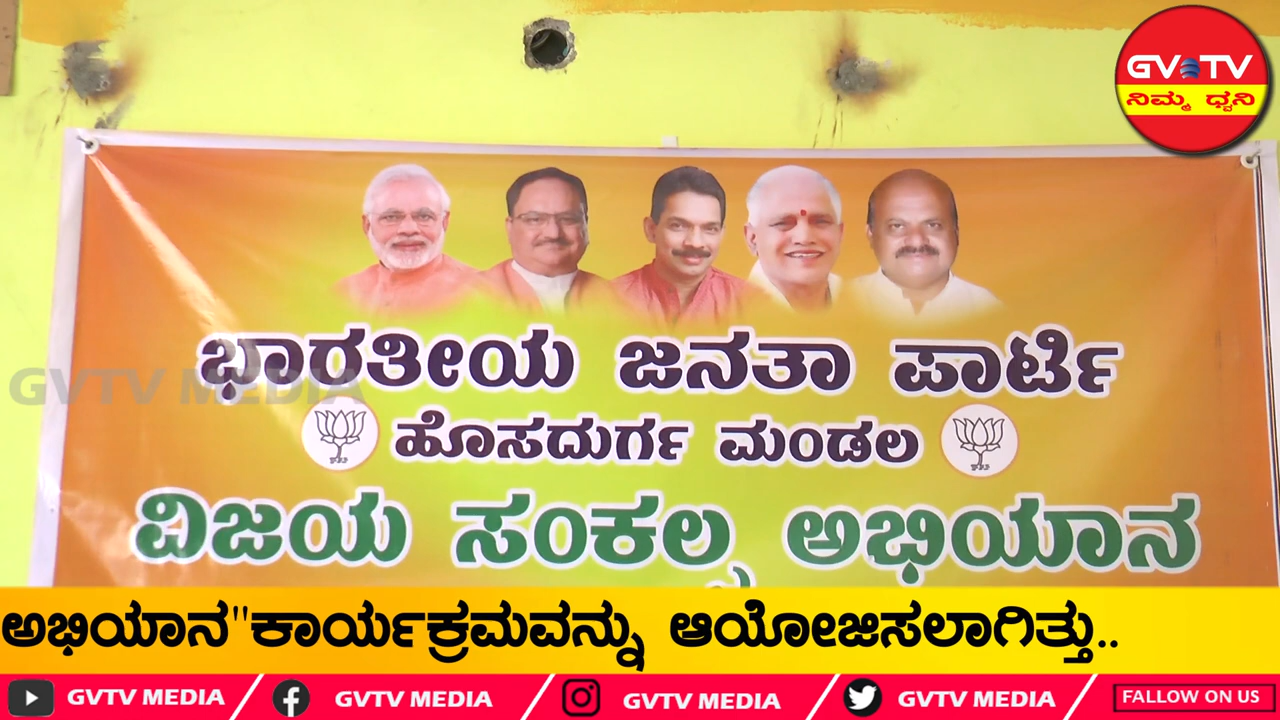 GVTV
ನಿಮ್ಮ ಧ್ವನಿ
ಭಾರತೀಯ ಜನತಾ ಪಾರ್ಟಿ
GVTV MEDIA
ಹೊಸದುರ್ಗ ಮಂಡಲ
ವಿಜಯ ಸಂಕಲ್ಪ ಅಭಿಯಾನ
ಅಭಿಯಾನ"ಕಾರ್ಯಕ್ರಮವನ್ನು ಆಯೋಜಿಸಲಾಗಿತ್ತು..
GVTV MEDIA GVTV MEDIA GVTV MEDIA GVTV MEDIA FALLOW ON US